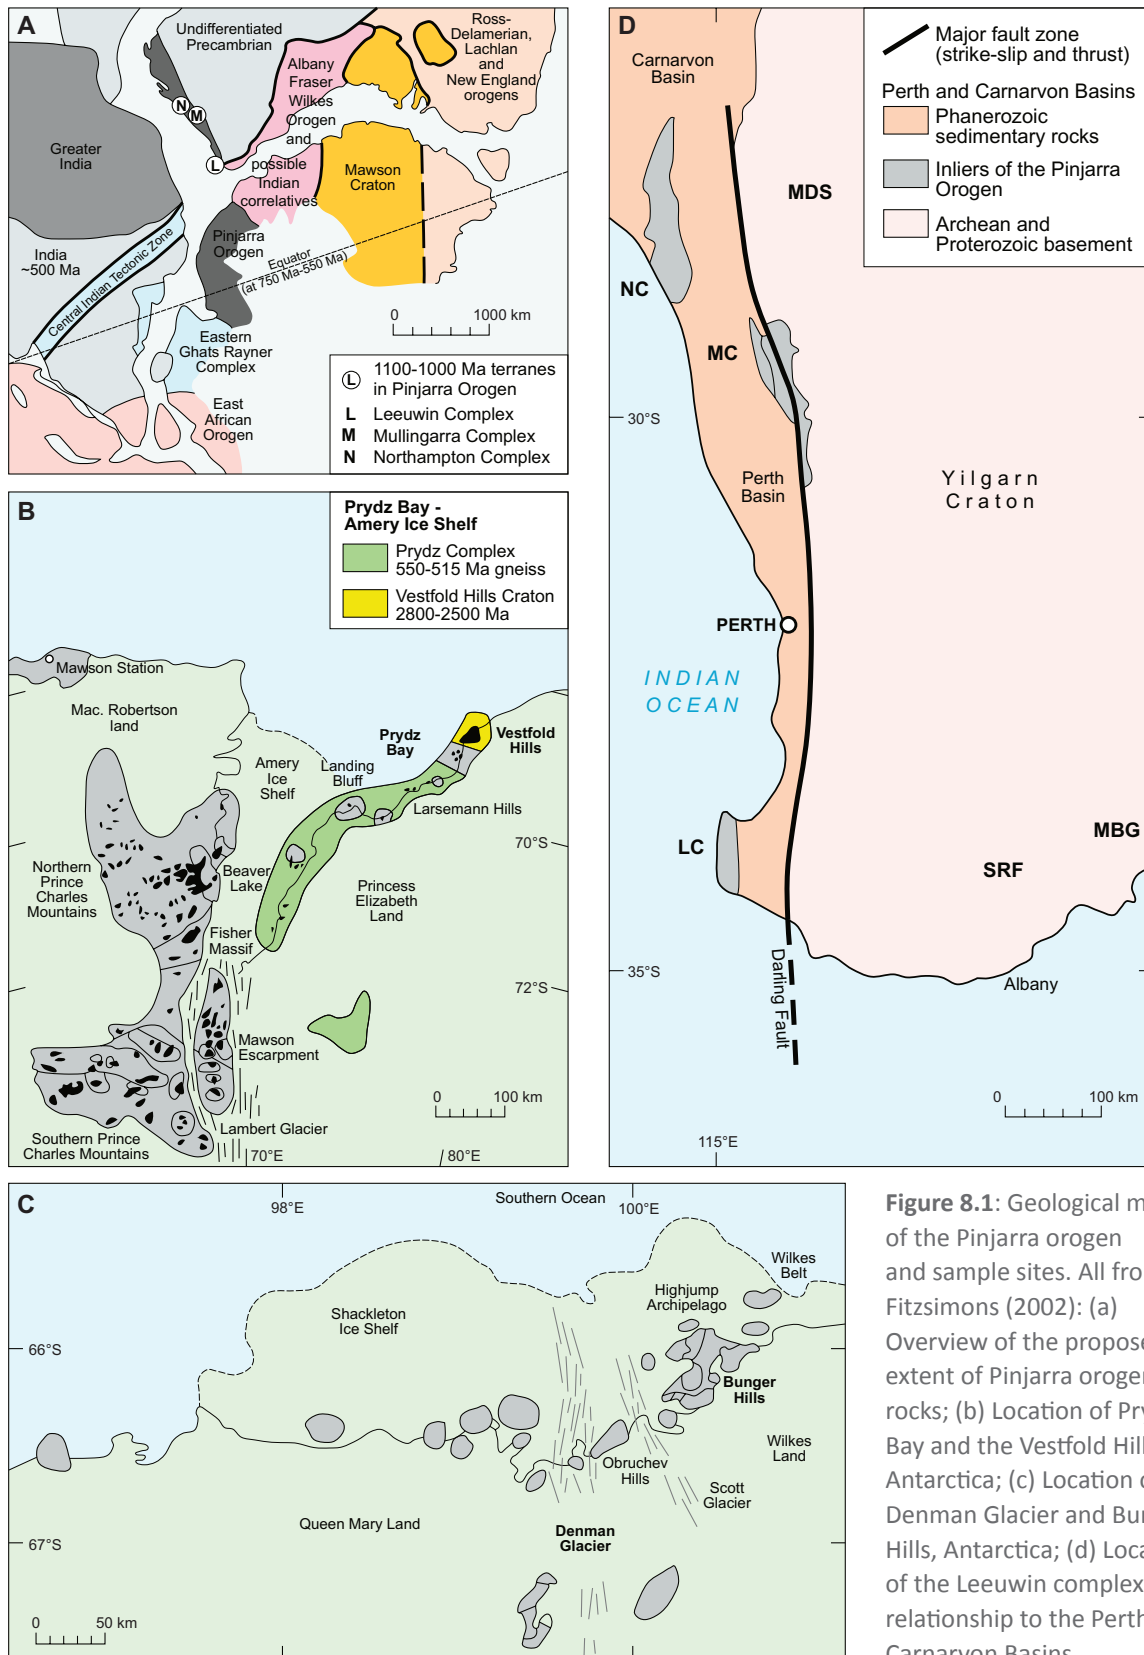 A
Undifferentiated
Precambrian
Albany
Fraser
Wilkes
Orogen
and
possible
Indian
correlatives
Ross-
Delamerian,
Lachlan
and
New England
orogens
N
M
L
Greater
India
Mawson
Craton
Pinjarra
Orogen
India
~500 Ma
Central Indian Tectonic Zone
Equator
(at 750 Ma-550 Ma)
Eastern
Ghats Rayner
Complex
East
African
Orogen
0 1000 km
L 1100-1000 Ma terranes
in Pinjarra Orogen
L Leeuwin Complex
M Mullingarra Complex
N Northampton Complex
B
Prydz Bay -
Amery Ice Shelf
Prydz Complex
550-515 Ma gneiss
Vestfold Hills Craton
2800-2500 Ma
Mawson Station
Mac. Robertson
land
Prydz
Bay
Vestfold
Hills
Amery
Ice
Shelf
Landing
Bluff
Larsemann Hills
70°S
Northern
Prince
Charles
Mountains
Beaver
Lake
Princess
Elizabeth
Land
Fisher
Massif
72°S
Mawson
Escarpment
0 100 km
Lambert Glacier
Southern Prince
Charles Mountains
70°E
80°E
C
98°E
Southern Ocean
100°E
Wilkes
Belt
Highjump
Archipelago
Shackleton
Ice Shelf
66°S
Bunger
Hills
Wilkes
Land
Obruchev
Hills
Scott
Glacier
Queen Mary Land
Denman
Glacier
67°S
0 50 km
D
Carnarvon
Basin
Major fault zone
(strike-slip and thrust)
Perth and Carnarvon Basins
Phanerozoic
sedimentary rocks
Inliers of the Pinjarra
Orogen
Archean and
Proterozoic basement
MDS
NC
MC
30°S
Perth
Basin
Yilgarn
Craton
PERTH
INDIAN
OCEAN
LC
MBG
SRF
35°S
Darling Fault
Albany
0 100 km
115°E
Figure 8.1: Geological m
of the Pinjarra orogen
and sample sites. All fro
Fitzsimons (2002): (a)
Overview of the propose
extent of Pinjarra oroger
rocks; (b) Location of Pry
Bay and the Vestfold Hill
Antarctica; (c) Location o
Denman Glacier and Bur
Hills, Antarctica; (d) Loca
of the Leeuwin complex
relationship to the Perth
Carnarvon Basins